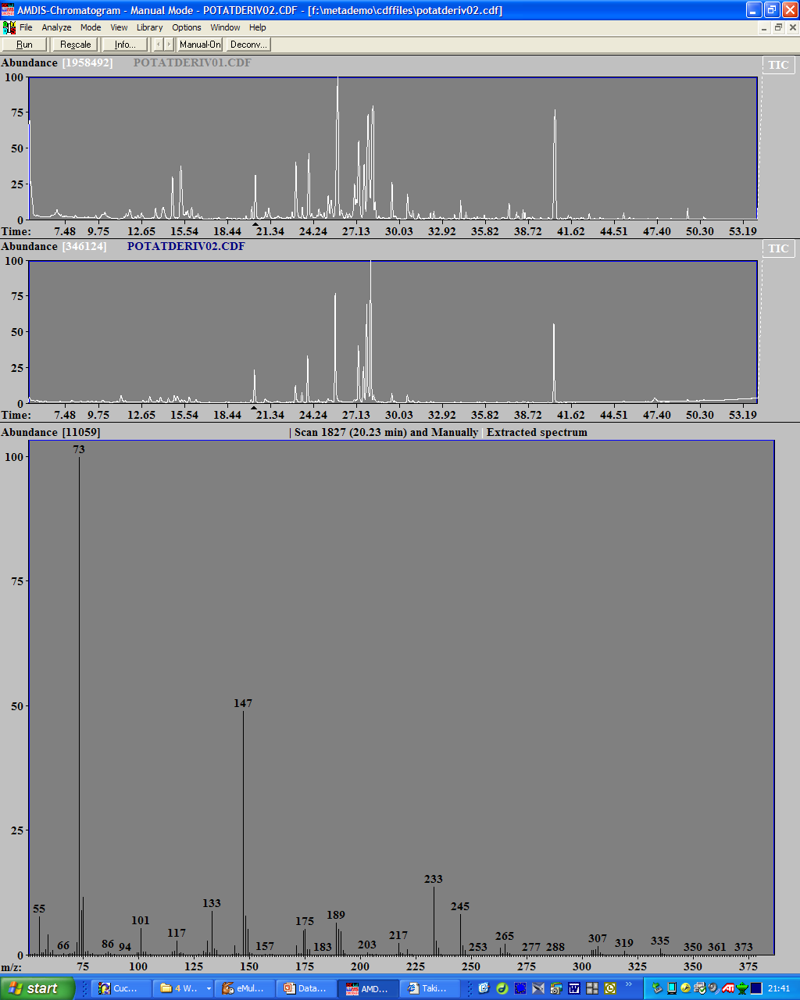 AMDIS-Chromatogram - Manual Mode - POTATDERIV02.CDF - [f:\metademo\cdffiles\potatderiv02.cdf]
File Analyze Mode View Library Options Window Help
Run Rescale Info... Manual-On Deconv...
Abundance [1958492] POTATDERIV01.CDF TIC
100
75
50
25
0
Time: 7.48 9.75 12.65 15.54 18.44 21.34 24.24 27.13 30.03 32.92 35.82 38.72 41.62 44.51 47.40 50.30 53.19
Abundance [346124] POTATDERIV02.CDF TIC
100
75
50
25
0
Time: 7.48 9.75 12.65 15.54 18.44 21.34 24.24 27.13 30.03 32.92 35.82 38.72 41.62 44.51 47.40 50.30 53.19
Abundance [11059] | Scan 1827 (20.23 min) and Manually | Extracted spectrum
73
100
75
147
50
25
233
55 133 245
101 175 189
66 86 94 117 157 183 203 217 253 265 277 288 307 319 335 350 361 373
0
m/z: 75 100 125 150 175 200 225 250 275 300 325 350 375
start Cuc... 4 W... eMul... Data... AMD... Taki... 21:41